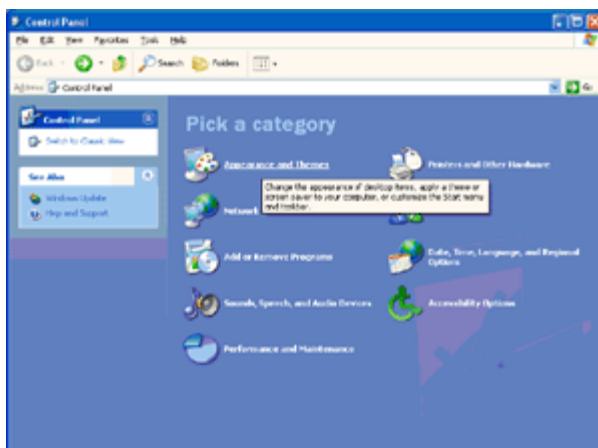 Control Panel
File Edit View Favorites Tools Help
Back Search Folders
Address Control Panel Go
Control Panel
Switch to Classic View
See Also
Windows Update
Help and Support
Pick a category
Appearance and Themes
Printers and Other Hardware
Change the appearance of desktop items, apply a theme or
screen saver to your computer, or customize the Start menu
and taskbar.
Network
Add or Remove Programs
Date, Time, Language, and Regional
Options
Sounds, Speech, and Audio Devices
Accessibility Options
Performance and Maintenance